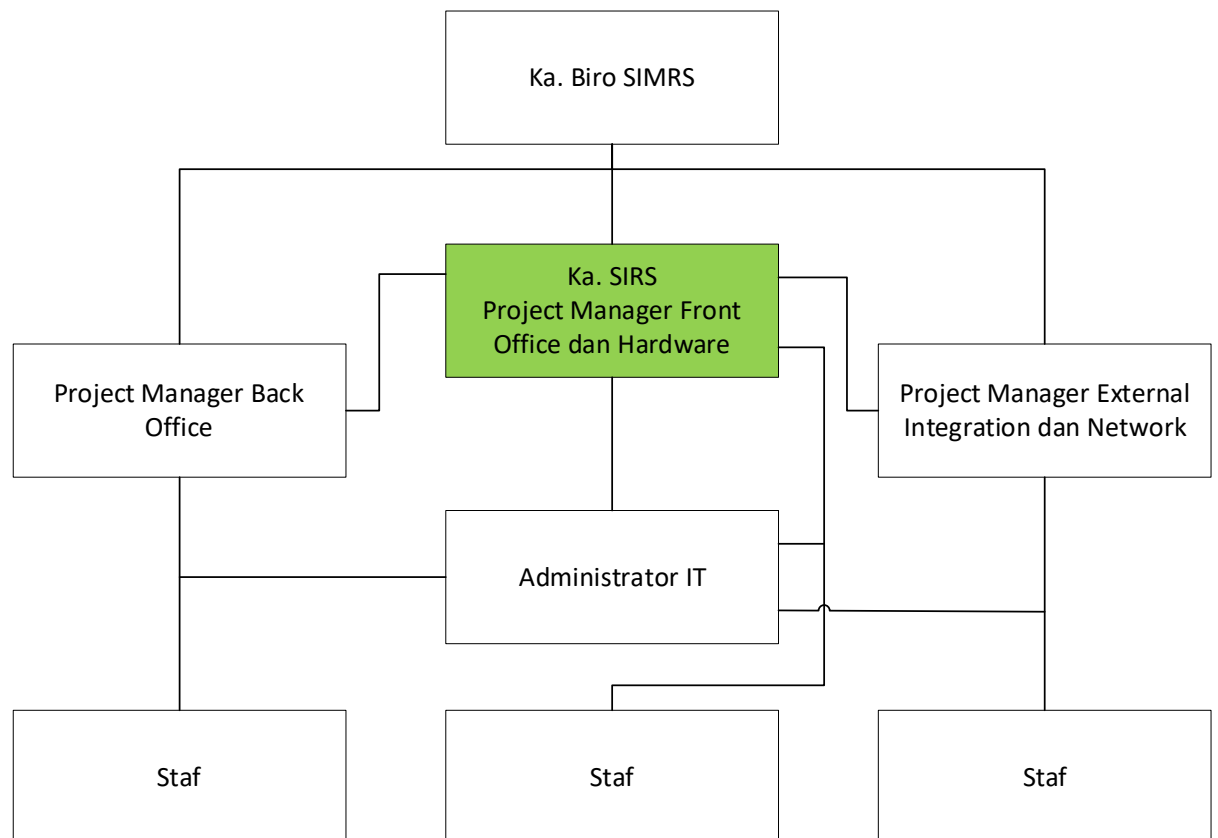 Ka. Biro SIMRS
Ka. SIRS
Project Manager Front
Office dan Hardware
Project Manager Back
Office
Project Manager External
Integration dan Network
Administrator IT
Staf
Staf
Staf